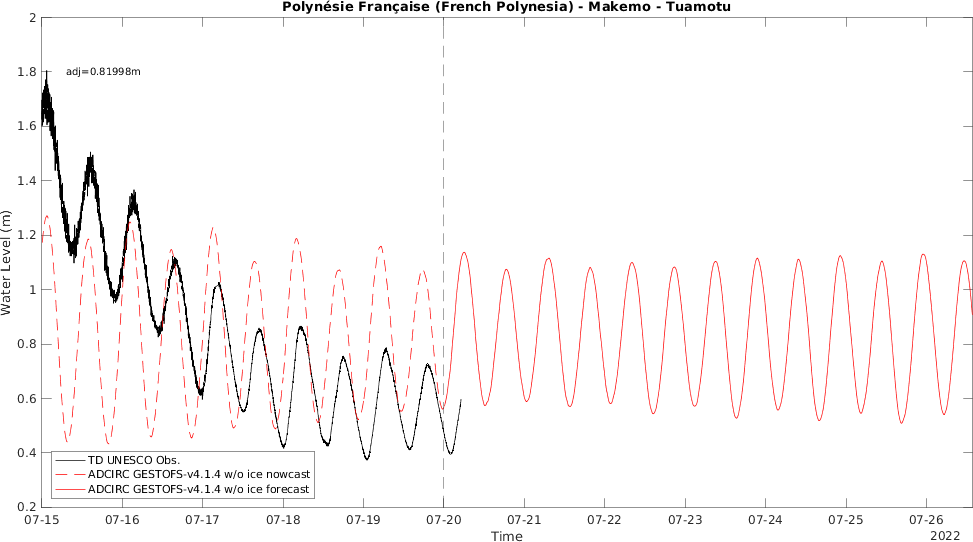 Polynésie Française (French Polynesia) - Makemo - Tuamotu
2
1.8
1.6
1.4
1.2
1
0.8
0.6
0.4
0.2
Water Level (m)
adj=0.81998m
TD UNESCO Obs.
ADCIRC GESTOFS-v4.1.4 w/o ice nowcast
ADCIRC GESTOFS-v4.1.4 w/o ice forecast
07-15 07-16 07-17 07-18 07-19 07-20 07-21 07-22 07-23 07-24 07-25 07-26
2022
Time